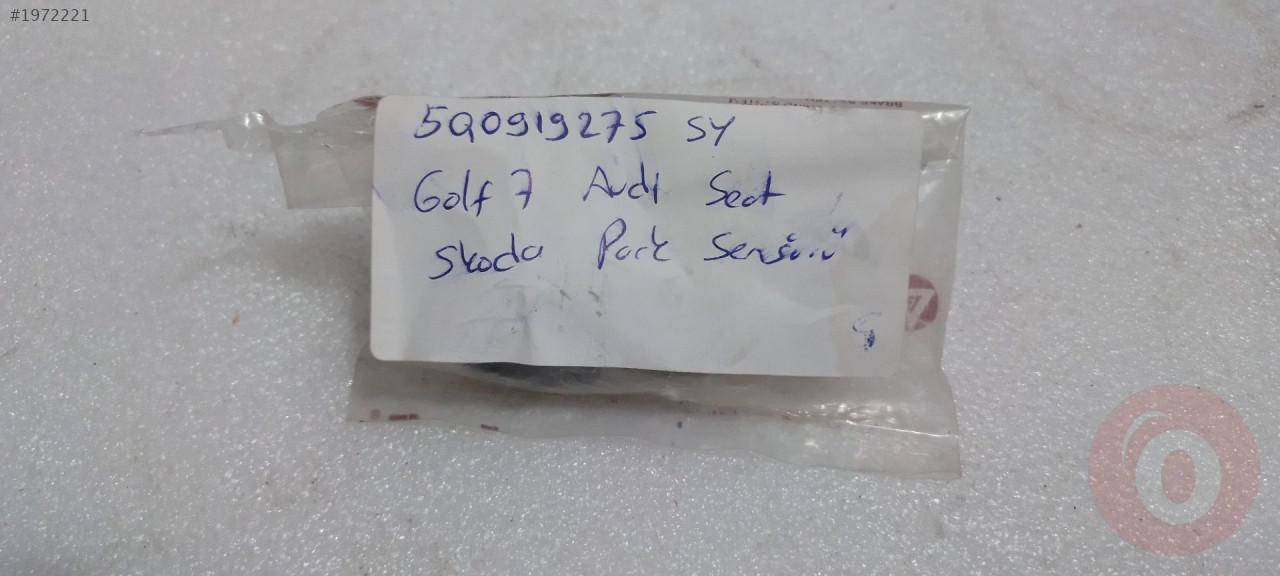 #1972221
5Q0919275 SY
Golf 7 Audi Seat
Skoda Park Sensörü